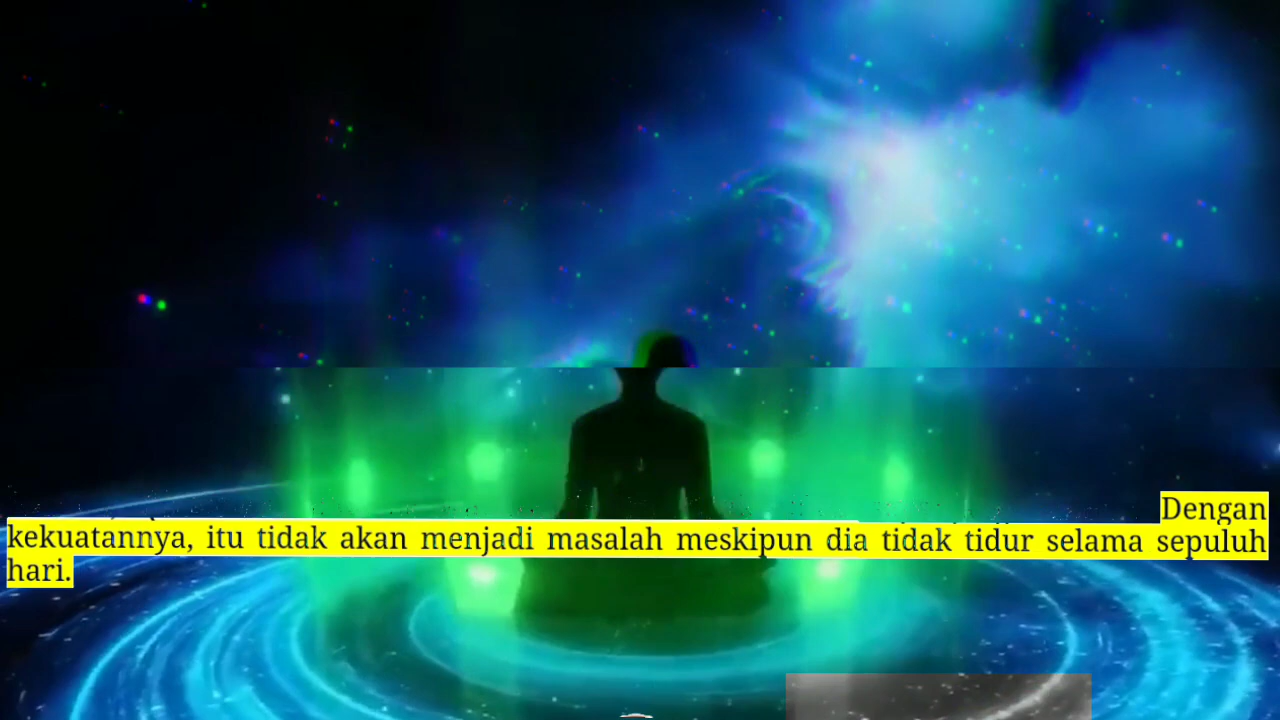 Dengan
kekuatannya, itu tidak akan menjadi masalah meskipun dia tidak tidur selama sepuluh
hari.